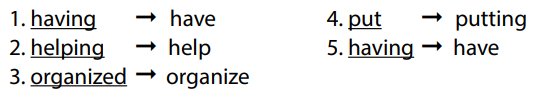 1. having → have
2. helping → help
3. organized → organize
4. put → putting
5. having → have